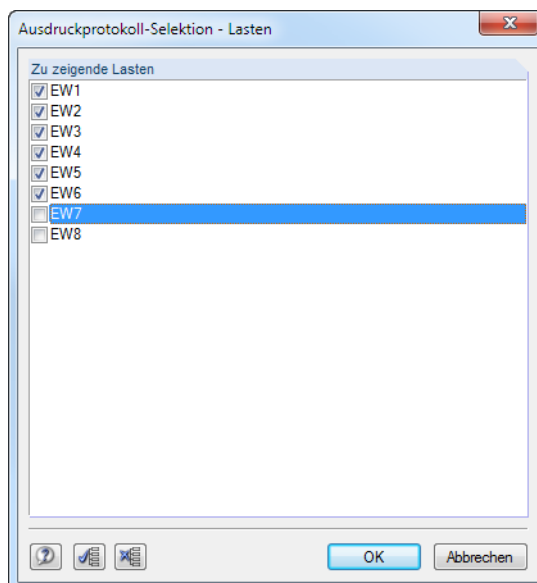 Ausdruckprotokoll-Selektion - Lasten
Zu zeigende Lasten
EW1
EW2
EW3
EW4
EW5
EW6
EW7
EW8
OK
Abbrechen